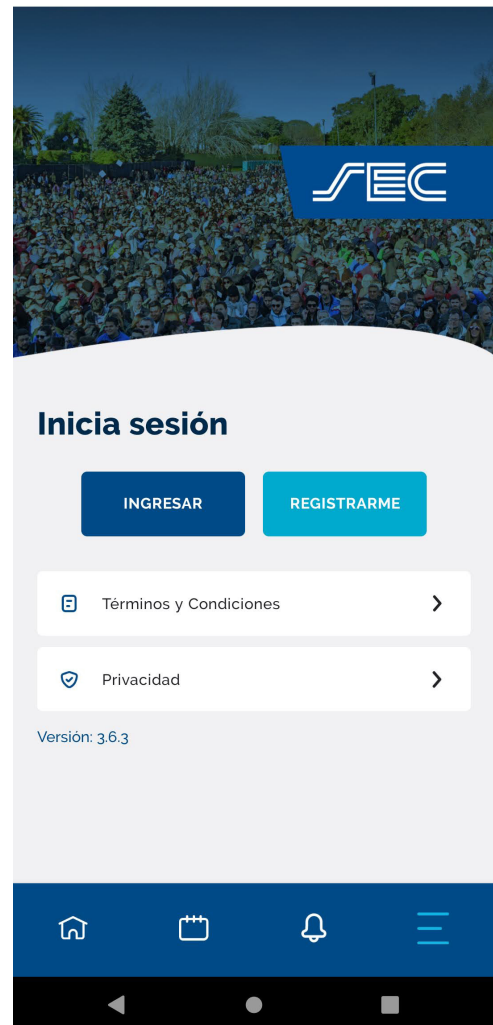 SEC
Inicia sesión
INGRESAR
REGISTRARME
Términos y Condiciones
Privacidad
Versión: 3.6.3